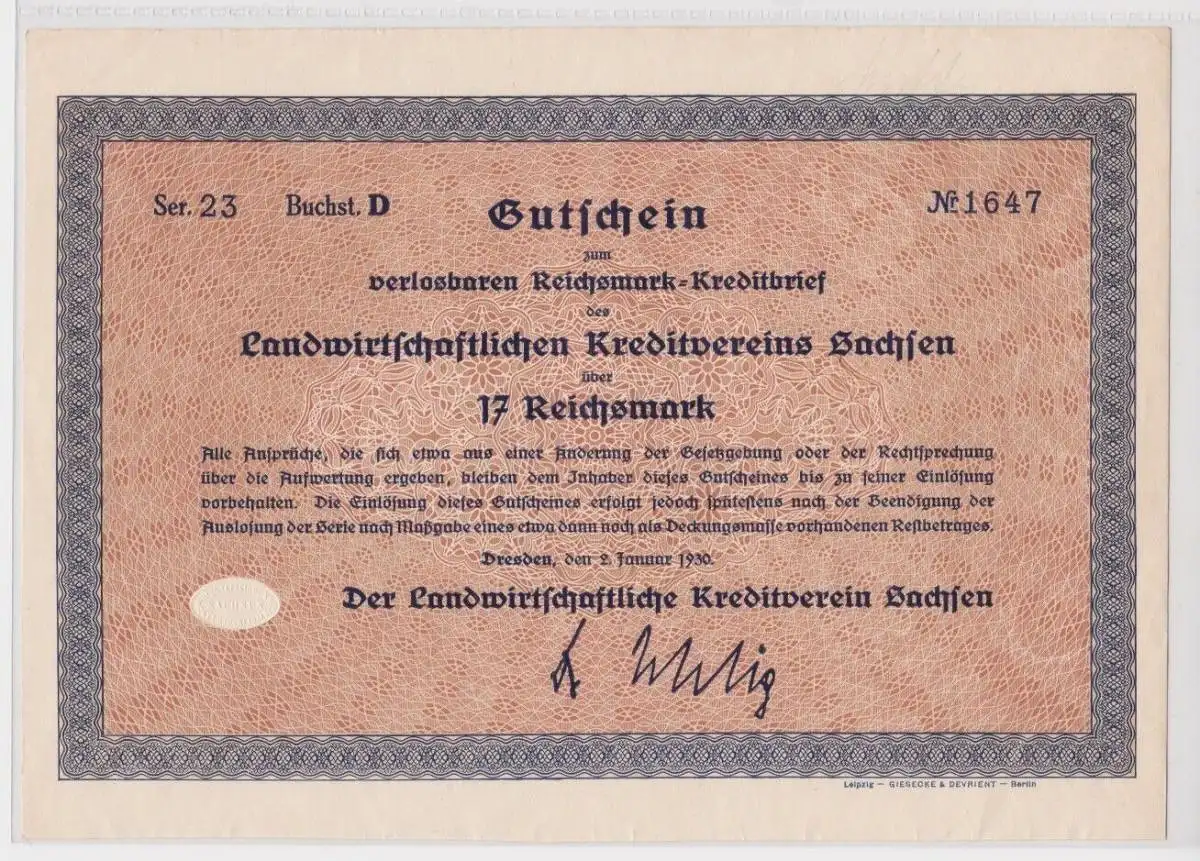 Ser. 23 Buchst. D Gutschein № 1647
zum
verlosbaren Reichsmark-Kreditbrief
des
Landwirtschaftlichen Kreditvereins Sachsen
über
17 Reichsmark
Alle Ansprüche, die sich etwa aus einer Änderung der Gesetzgebung oder der Rechtsprechung
über die Aufwertung ergeben, bleiben dem Inhaber dieses Gutscheines bis zu seiner Einlösung
vorbehalten. Die Einlösung dieses Gutscheines erfolgt jedoch spätestens nach der Beendigung der
Auslosung der Serie nach Maßgabe eines etwa dann noch als Deckungsmasse vorhandenen Restbetrages.
Dresden, den 2. Januar 1930.
Der Landwirtschaftliche Kreditverein Sachsen
Leipzig — GIESECKE & DEVRIENT — Berlin